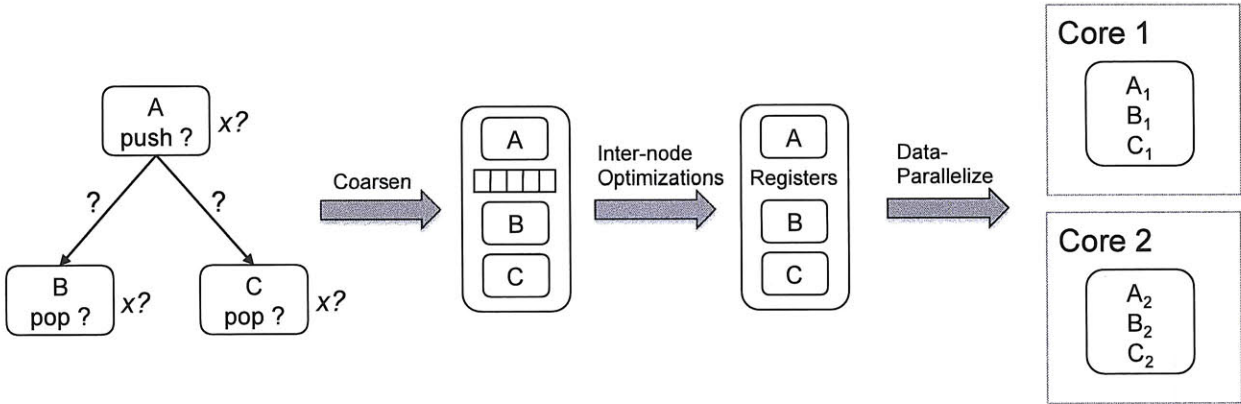 A
push ?
x?
?
?
B
pop ?
x?
C
pop ?
x?
Coarsen
A
B
C
Inter-node
Optimizations
A
Registers
B
C
Data-
Parallelize
Core 1
A₁
B₁
C₁
Core 2
A₂
B₂
C₂